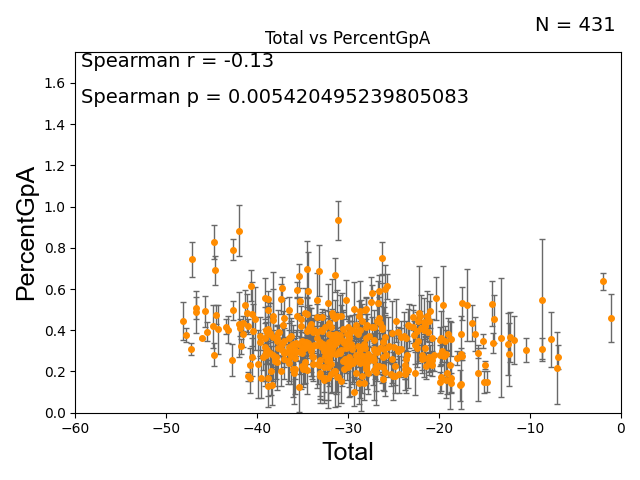 N = 431
Total vs PercentGpA
Spearman r = -0.13
Spearman p = 0.005420495239805083
PercentGpA
1.6
1.4
1.2
1.0
0.8
0.6
0.4
0.2
0.0
−60 −50 −40 −30 −20 −10 0
Total